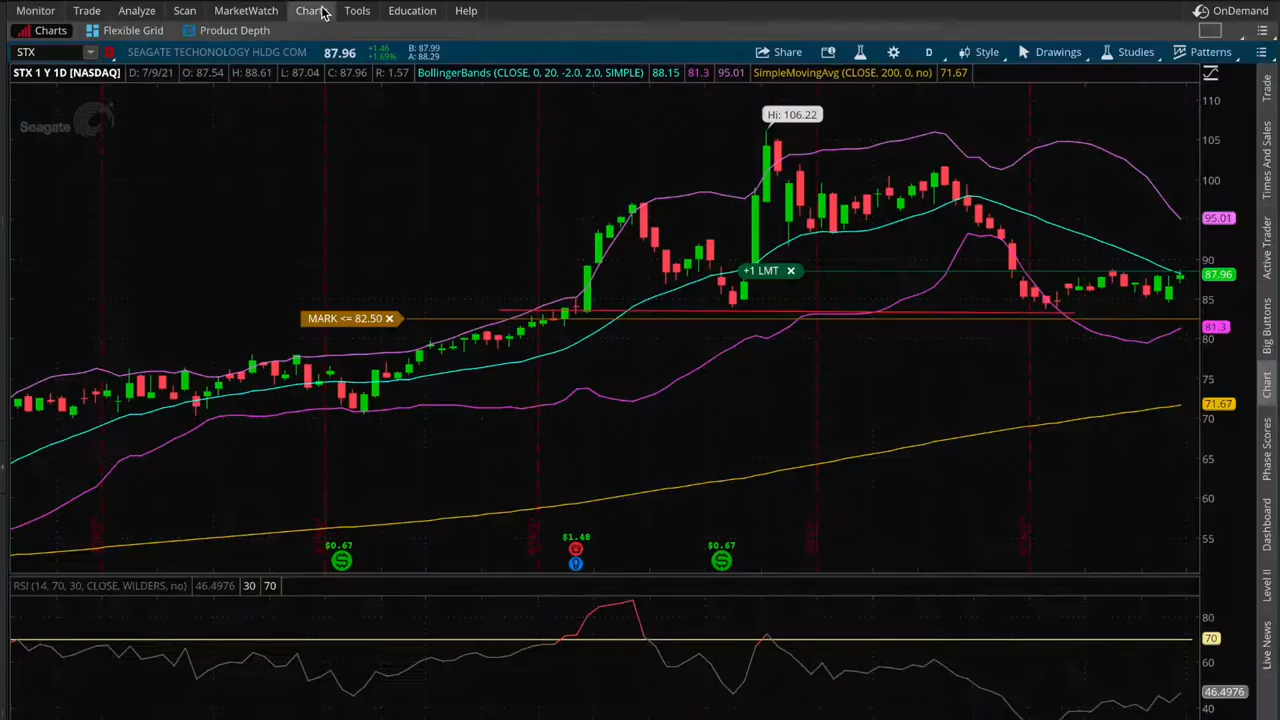 Monitor Trade Analyze Scan MarketWatch Charts Tools Education Help OnDemand
Charts Flexible Grid Product Depth
STX SEAGATE TECHONOLOGY HLDG COM 87.96 +1.46 +1.69% B: 87.99 A: 88.29 Share D Style Drawings Studies Patterns
STX 1 Y 1D [NASDAQ] D: 7/9/21 O: 87.54 H: 88.61 L: 87.04 C: 87.96 R: 1.57 BollingerBands (CLOSE, 0, 20, -2.0, 2.0, SIMPLE) 88.15 81.3 95.01 SimpleMovingAvg (CLOSE, 200, 0, no) 71.67
Seagate
Hi: 106.22
+1 LMT
MARK <= 82.50
110
105
100
95.01
90
87.96
85
81.3
80
75
71.67
70
65
60
55
$0.67
$1.48
$0.67
RSI (14, 70, 30, CLOSE, WILDERS, no) 46.4976 30 70
80
70
60
46.4976
40
Trade
Times And Sales
Active Trader
Big Buttons
Chart
Phase Scores
Dashboard
Level II
Live News